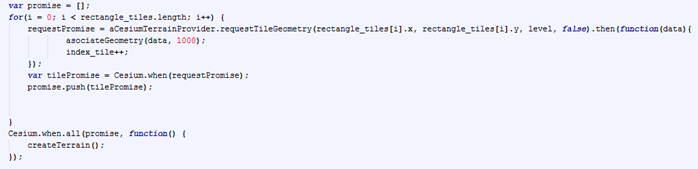 var promise = [];
for(i = 0; i < rectangle_tiles.length; i++) {
requestPromise = aCesiumTerrainProvider.requestTileGeometry(rectangle_tiles[i].x, rectangle_tiles[i].y, level, false).then(function(data){
asociateGeometry(data, 1000);
index_tile++;
});
var tilePromise = Cesium.when(requestPromise);
promise.push(tilePromise);
}
Cesium.when.all(promise, function() {
createTerrain();
});